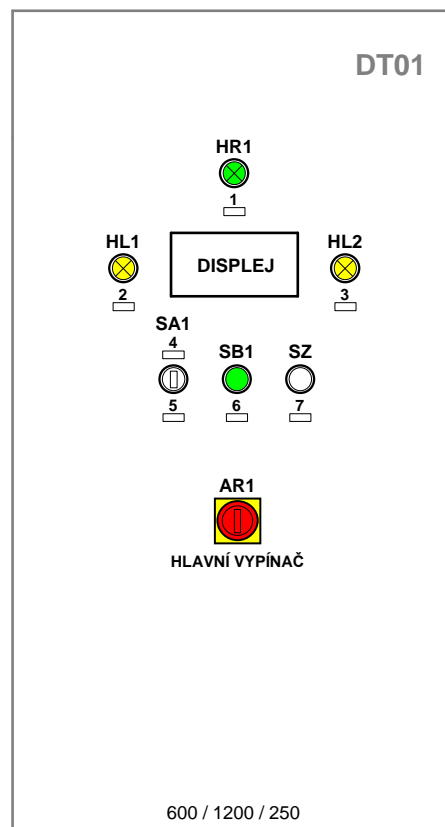 DT01
HR1
1
HL1 DISPLEJ HL2
2 3
SA1
4 SB1 SZ
5 6 7
AR1
HLAVNÍ VYPÍNAČ
600 / 1200 / 250